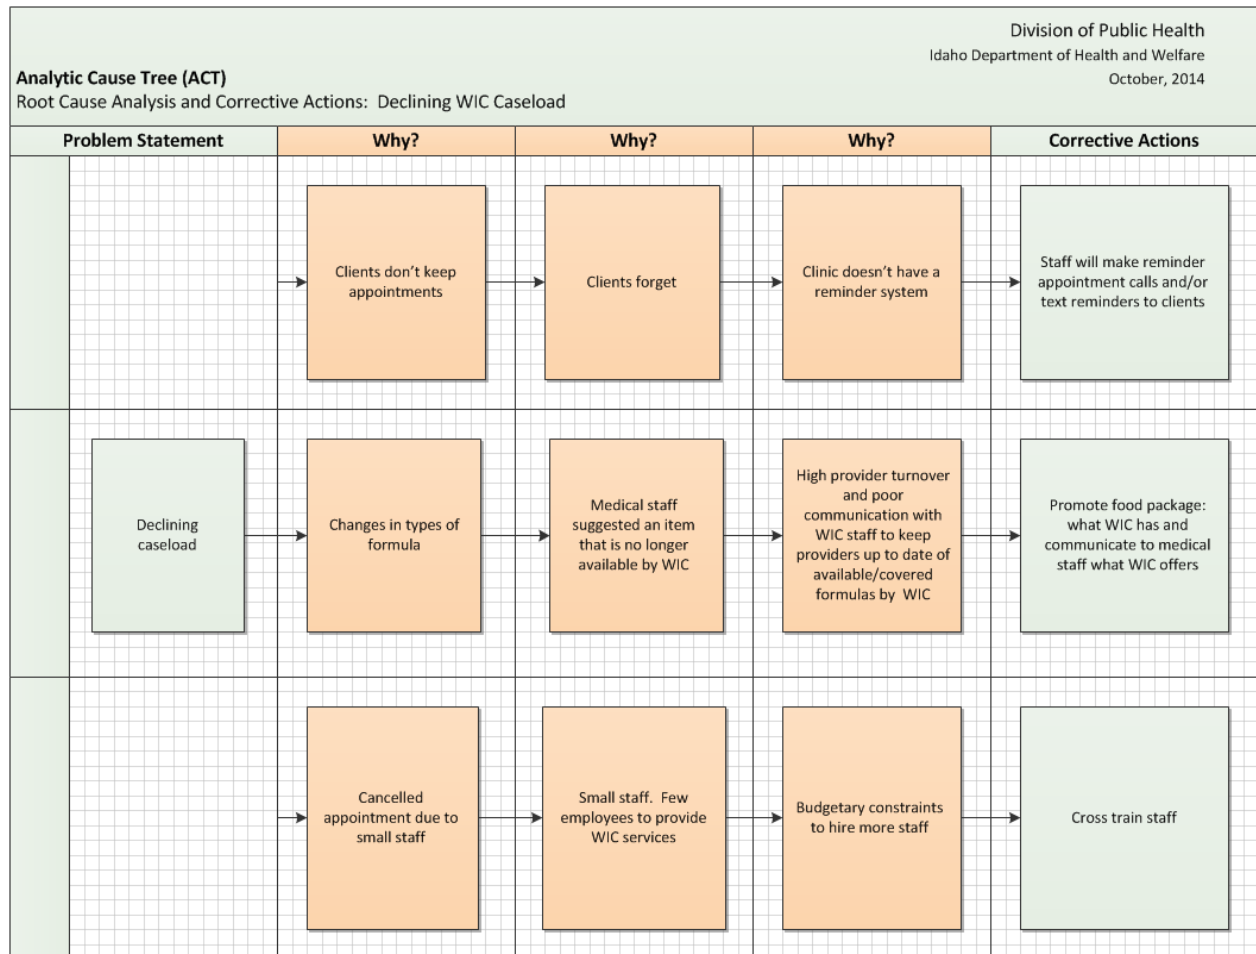 Division of Public Health
Idaho Department of Health and Welfare
October, 2014
Analytic Cause Tree (ACT)
Root Cause Analysis and Corrective Actions:  Declining WIC Caseload
Problem Statement
Why?
Why?
Why?
Corrective Actions
Clients don’t keep
appointments
Clients forget
Clinic doesn’t have a
reminder system
Staff will make reminder
appointment calls and/or
text reminders to clients
Declining
caseload
Changes in types of
formula
Medical staff
suggested an item
that is no longer
available by WIC
High provider turnover
and poor
communication with
WIC staff to keep
providers up to date of
available/covered
formulas by  WIC
Promote food package:
what WIC has and
communicate to medical
staff what WIC offers
Cancelled
appointment due to
small staff
Small staff.  Few
employees to provide
WIC services
Budgetary constraints
to hire more staff
Cross train staff